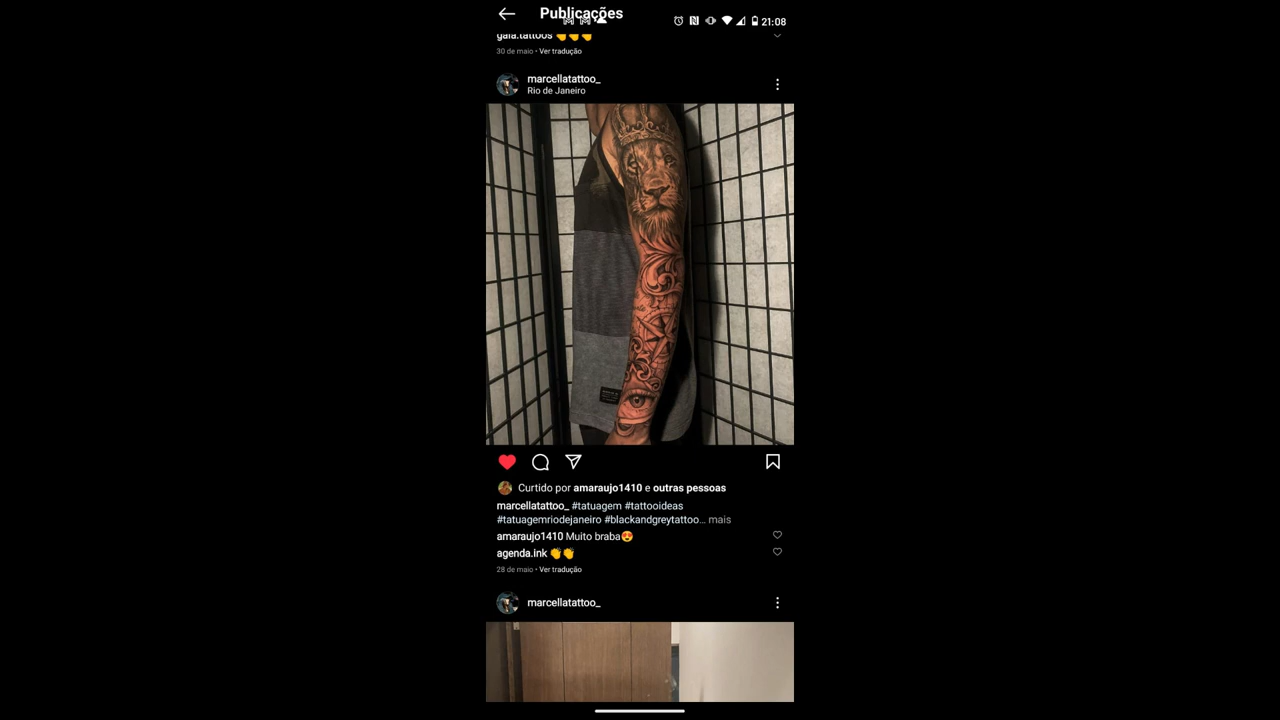 Publicações
21:08
gaia.tattoos 👏👏👏
30 de maio • Ver tradução
marcellatattoo_
Rio de Janeiro
Curtido por amaraujo1410 e outras pessoas
marcellatattoo_ #tatuagem #tattooideas
#tatuagemriodejaneiro #blackandgreytattoo... mais
amaraujo1410 Muito braba😍
agenda.ink 👏👏
28 de maio • Ver tradução
marcellatattoo_